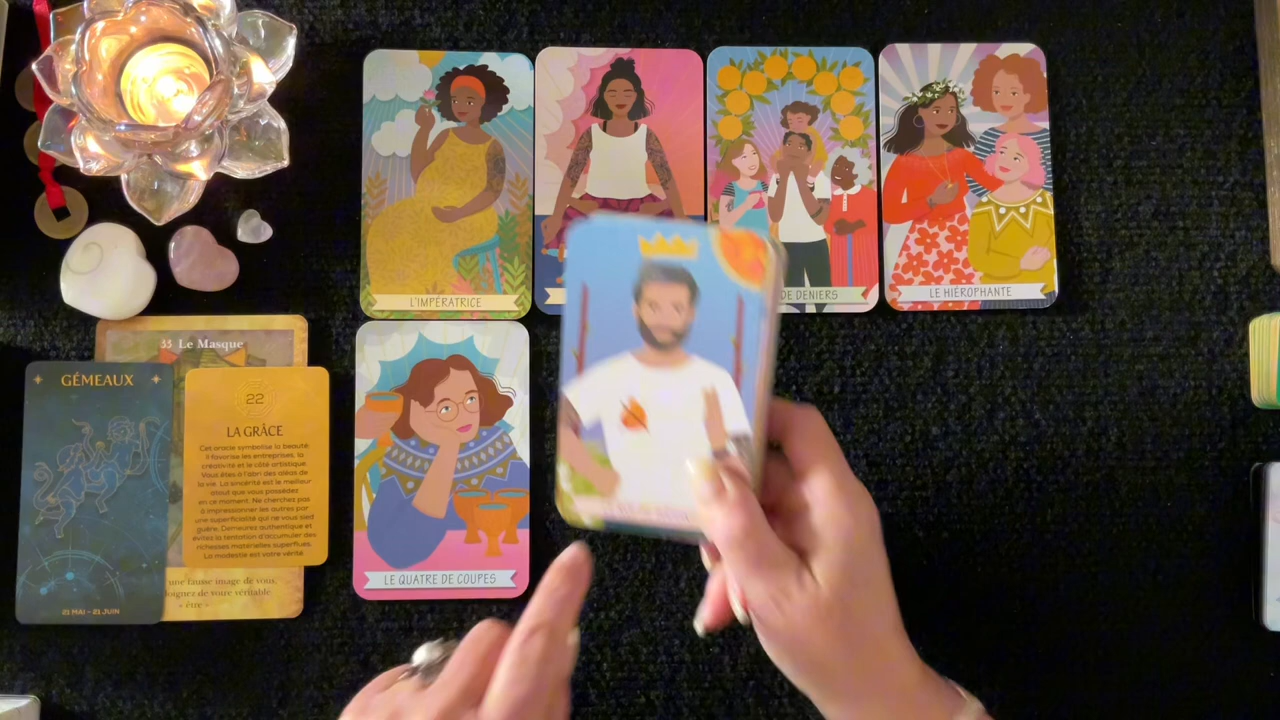 L'IMPÉRATRICE
DE DENIERS
LE HIÉROPHANTE
33 Le Masque
GÉMEAUX
22
LA GRÂCE
Cet oracle symbolise la beauté.
Il favorise les entreprises, la
créativité et le côté artistique.
Vous êtes à l'abri des aléas de
la vie. La sincérité est le meilleur
atout que vous possédez
en ce moment. Ne cherchez pas
à impressionner les autres par
une superficialité qui ne vous sied
guère. Demeurez authentique et
évitez la tentation d'accumuler des
richesses matérielles superflues.
La modestie est votre vérité
une fausse image de vous,
loignez de votre véritable
« être »
21 MAI - 21 JUIN
LE QUATRE DE COUPES